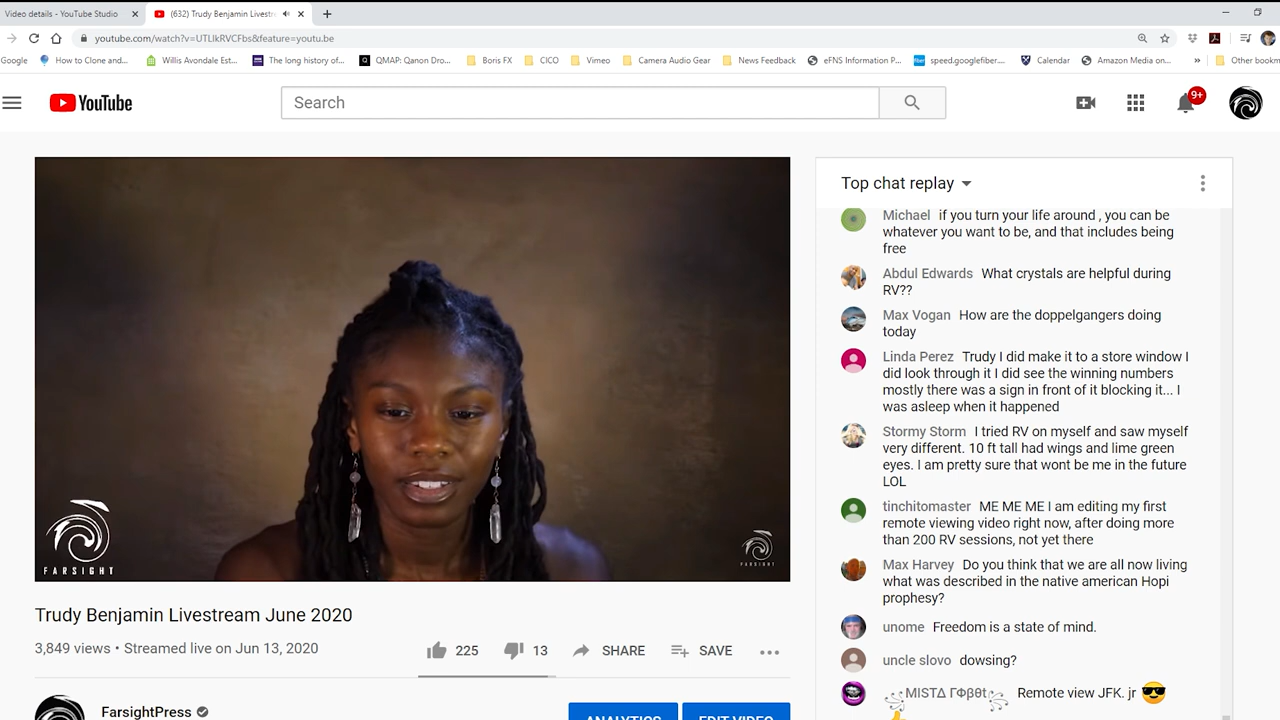 Video details - YouTube Studio
(632) Trudy Benjamin Livestre
youtube.com/watch?v=UTLlkRVCFbs&feature=youtu.be
Google How to Clone and... Willis Avondale Est... The long history of... QMAP: Qanon Dro... Boris FX CICO Vimeo Camera Audio Gear News Feedback eFNS Information P... speed.googlefiber... Calendar Amazon Media on... » Other bookm
YouTube
Search
9+
Top chat replay
Michael if you turn your life around , you can be
whatever you want to be, and that includes being
free
Abdul Edwards What crystals are helpful during
RV??
Max Vogan How are the doppelgangers doing
today
Linda Perez Trudy I did make it to a store window I
did look through it I did see the winning numbers
mostly there was a sign in front of it blocking it... I
was asleep when it happened
Stormy Storm I tried RV on myself and saw myself
very different. 10 ft tall had wings and lime green
eyes. I am pretty sure that wont be me in the future
LOL
tinchitomaster ME ME ME I am editing my first
remote viewing video right now, after doing more
than 200 RV sessions, not yet there
Max Harvey Do you think that we are all now living
what was described in the native american Hopi
prophesy?
unome Freedom is a state of mind.
uncle slovo dowsing?
MISTΔ ΓΦβθt Remote view JFK. jr 😎
FARSIGHT
FARSIGHT
Trudy Benjamin Livestream June 2020
3,849 views • Streamed live on Jun 13, 2020
225 13 SHARE SAVE
FarsightPress
ANALYTICS EDIT VIDEO